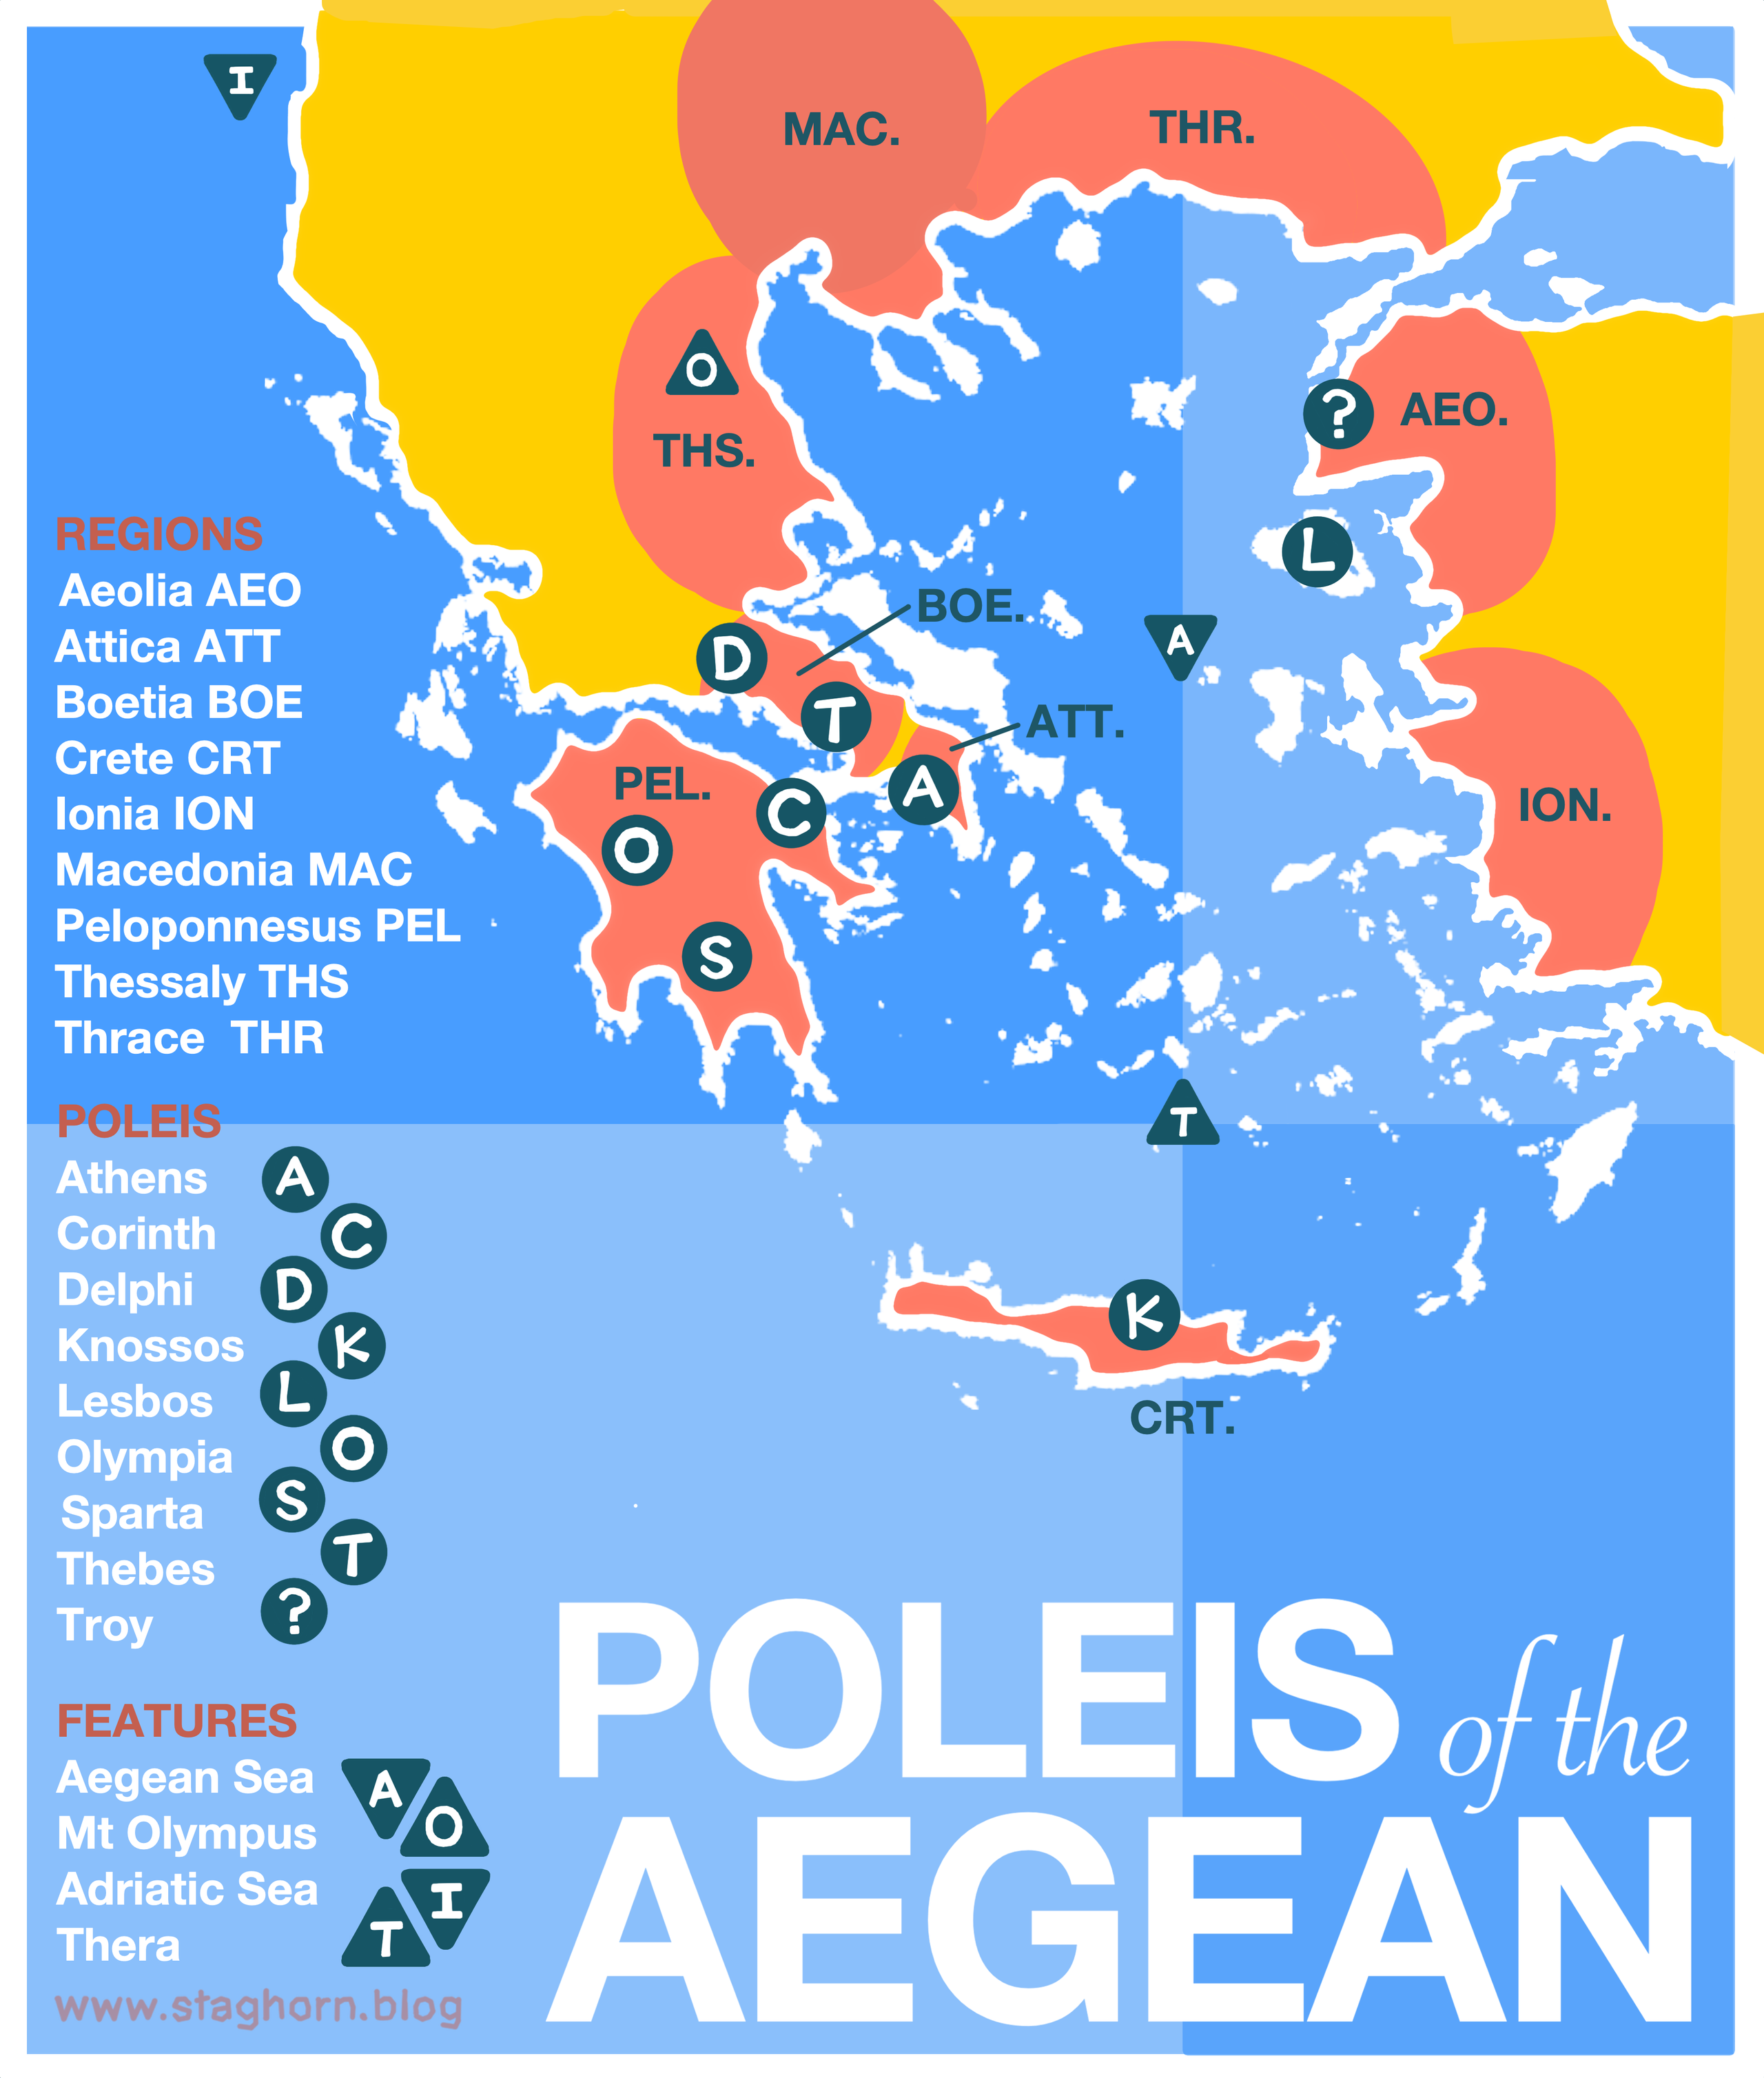 I
MAC.
THR.
O
THS.
?
AEO.
L
BOE.
D
A
T
ATT.
PEL.
C
A
O
ION.
S
T
K
CRT.
REGIONS
Aeolia AEO
Attica ATT
Boetia BOE
Crete CRT
Ionia ION
Macedonia MAC
Peloponnesus PEL
Thessaly THS
Thrace THR
POLEIS
Athens A
Corinth C
Delphi D
Knossos K
Lesbos L
Olympia O
Sparta S
Thebes T
Troy ?
FEATURES
Aegean Sea A
Mt Olympus O
Adriatic Sea I
Thera T
www.staghorn.blog
POLEIS of the
AEGEAN